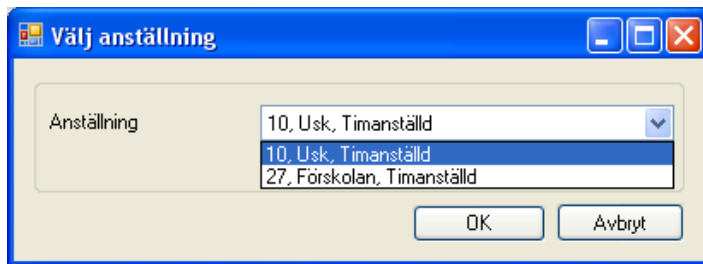 Välj anställning
Anställning
10, Usk, Timanställd
10, Usk, Timanställd
27, Förskolan, Timanställd
OK
Avbryt